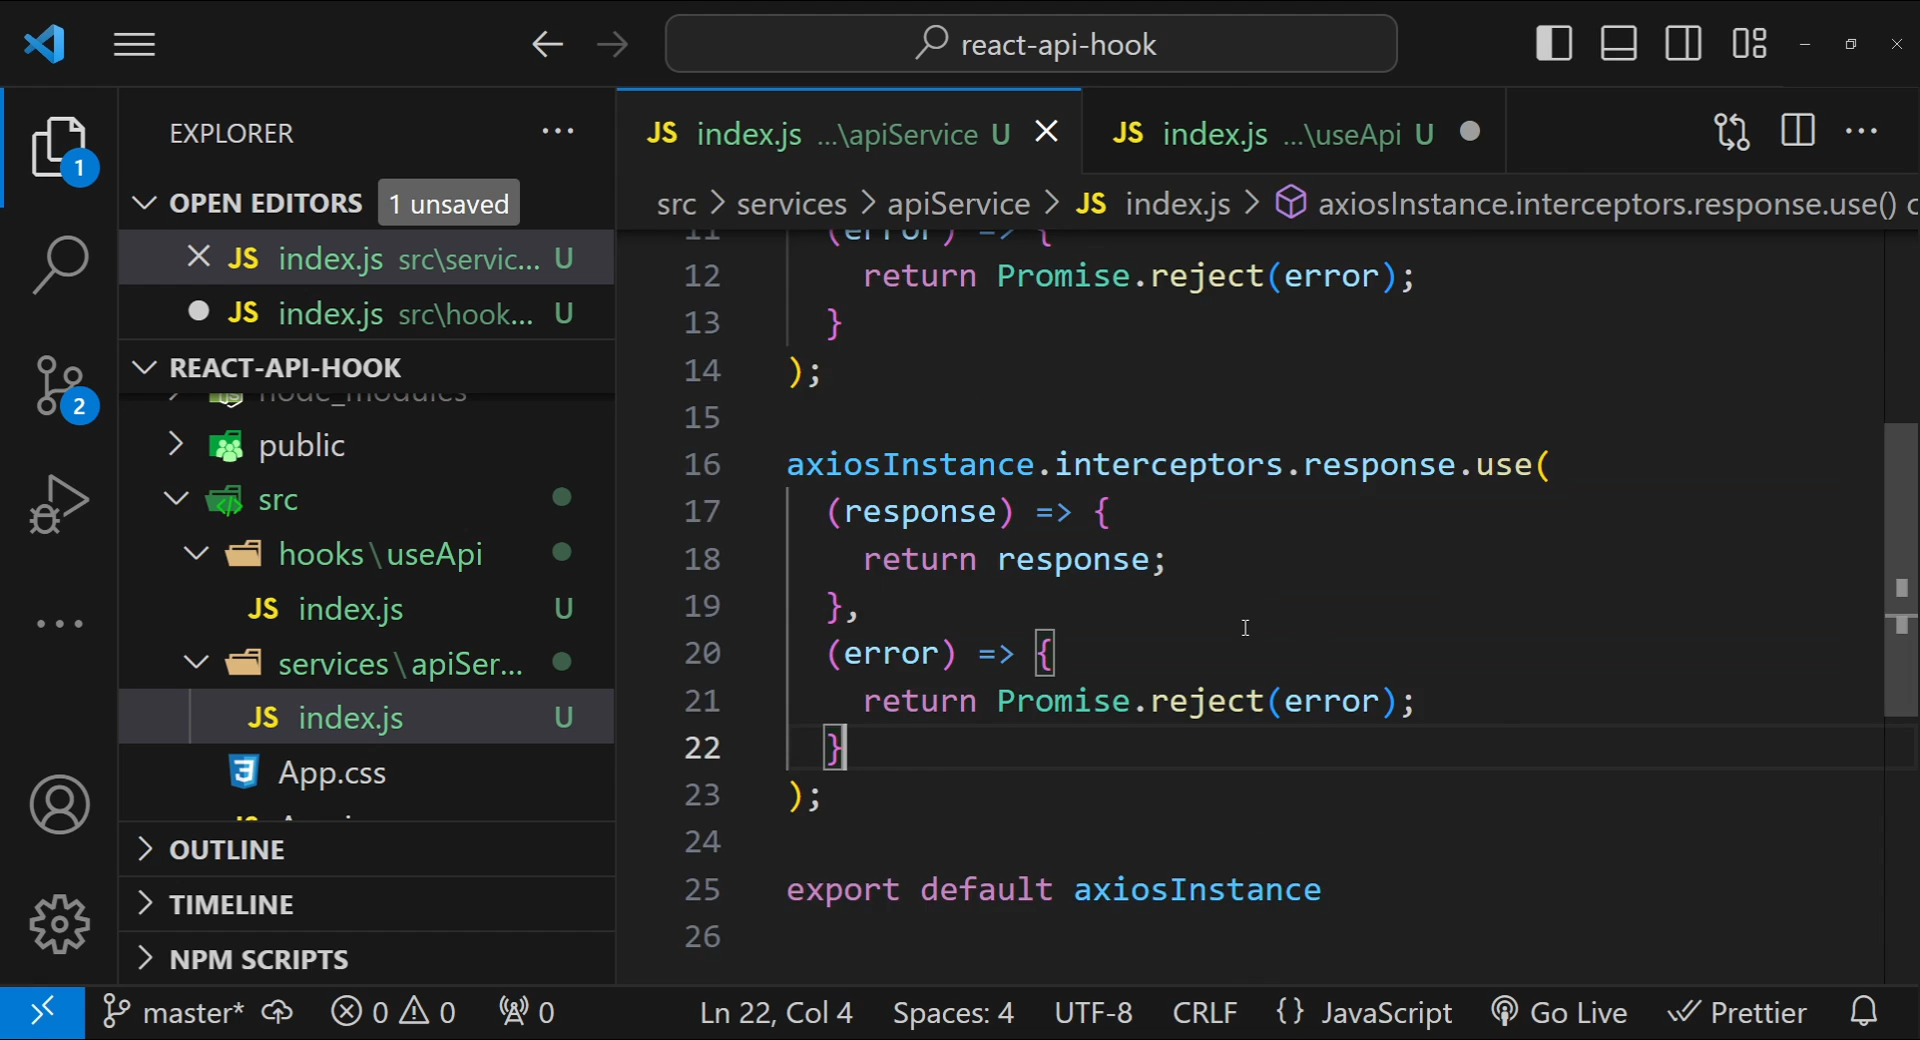 react-api-hook
EXPLORER
1
OPEN EDITORS 1 unsaved
JS index.js src\servic... U
JS index.js src\hook... U
REACT-API-HOOK
node_modules
public
src
hooks\useApi
JS index.js U
services\apiSer...
JS index.js U
App.css
OUTLINE
TIMELINE
NPM SCRIPTS
2
JS index.js ...\apiService U
JS index.js ...\useApi U
src > services > apiService > JS index.js > axiosInstance.interceptors.response.use() c
11 (error) => {
12 return Promise.reject(error);
13 }
14 );
15
16 axiosInstance.interceptors.response.use(
17 (response) => {
18 return response;
19 },
20 (error) => {
21 return Promise.reject(error);
22 }
23 );
24
25 export default axiosInstance
26
master* 0 0 0 Ln 22, Col 4 Spaces: 4 UTF-8 CRLF {} JavaScript Go Live Prettier